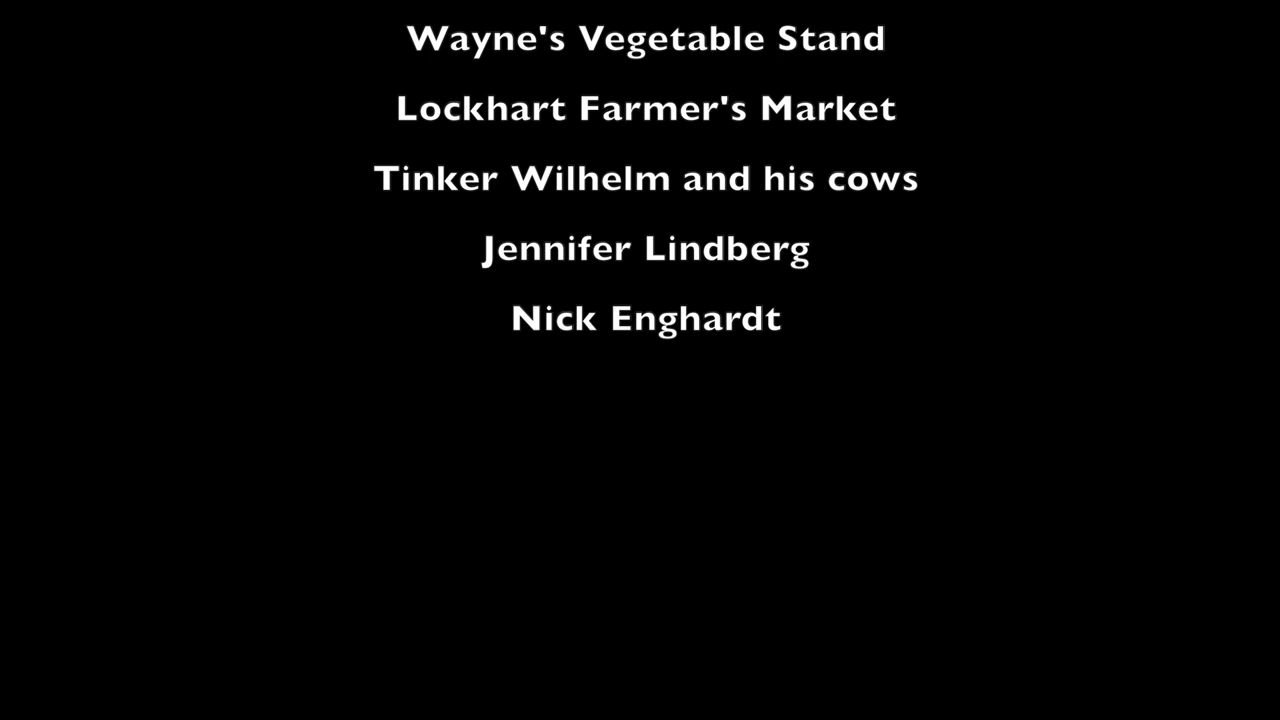 Wayne's Vegetable Stand
Lockhart Farmer's Market
Tinker Wilhelm and his cows
Jennifer Lindberg
Nick Enghardt